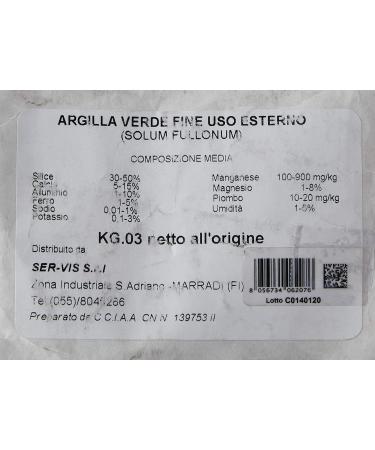 ARGILLA VERDE FINE USO ESTERNO
(SOLUM FULLONUM)
COMPOSIZIONE MEDIA
Silice 30-50%
Calcio 5-15%
Alluminio 1-10%
Ferro 1-5%
Sodio 0,01-1%
Potassio 0,1-3%
Manganese 100-900 mg/kg
Magnesio 1-8%
Piombo 10-20 mg/kg
Umidità 1-5%
KG.03 netto all'origine
Distribuito da
SER-VIS S.r.l
Zona Industriale S.Adriano -MARRADI (FI)
Tel (055)/8045266
Preparato da C.C.I.A.A. CN N° 139753 II
8 056734 062076
Lotto C0140120